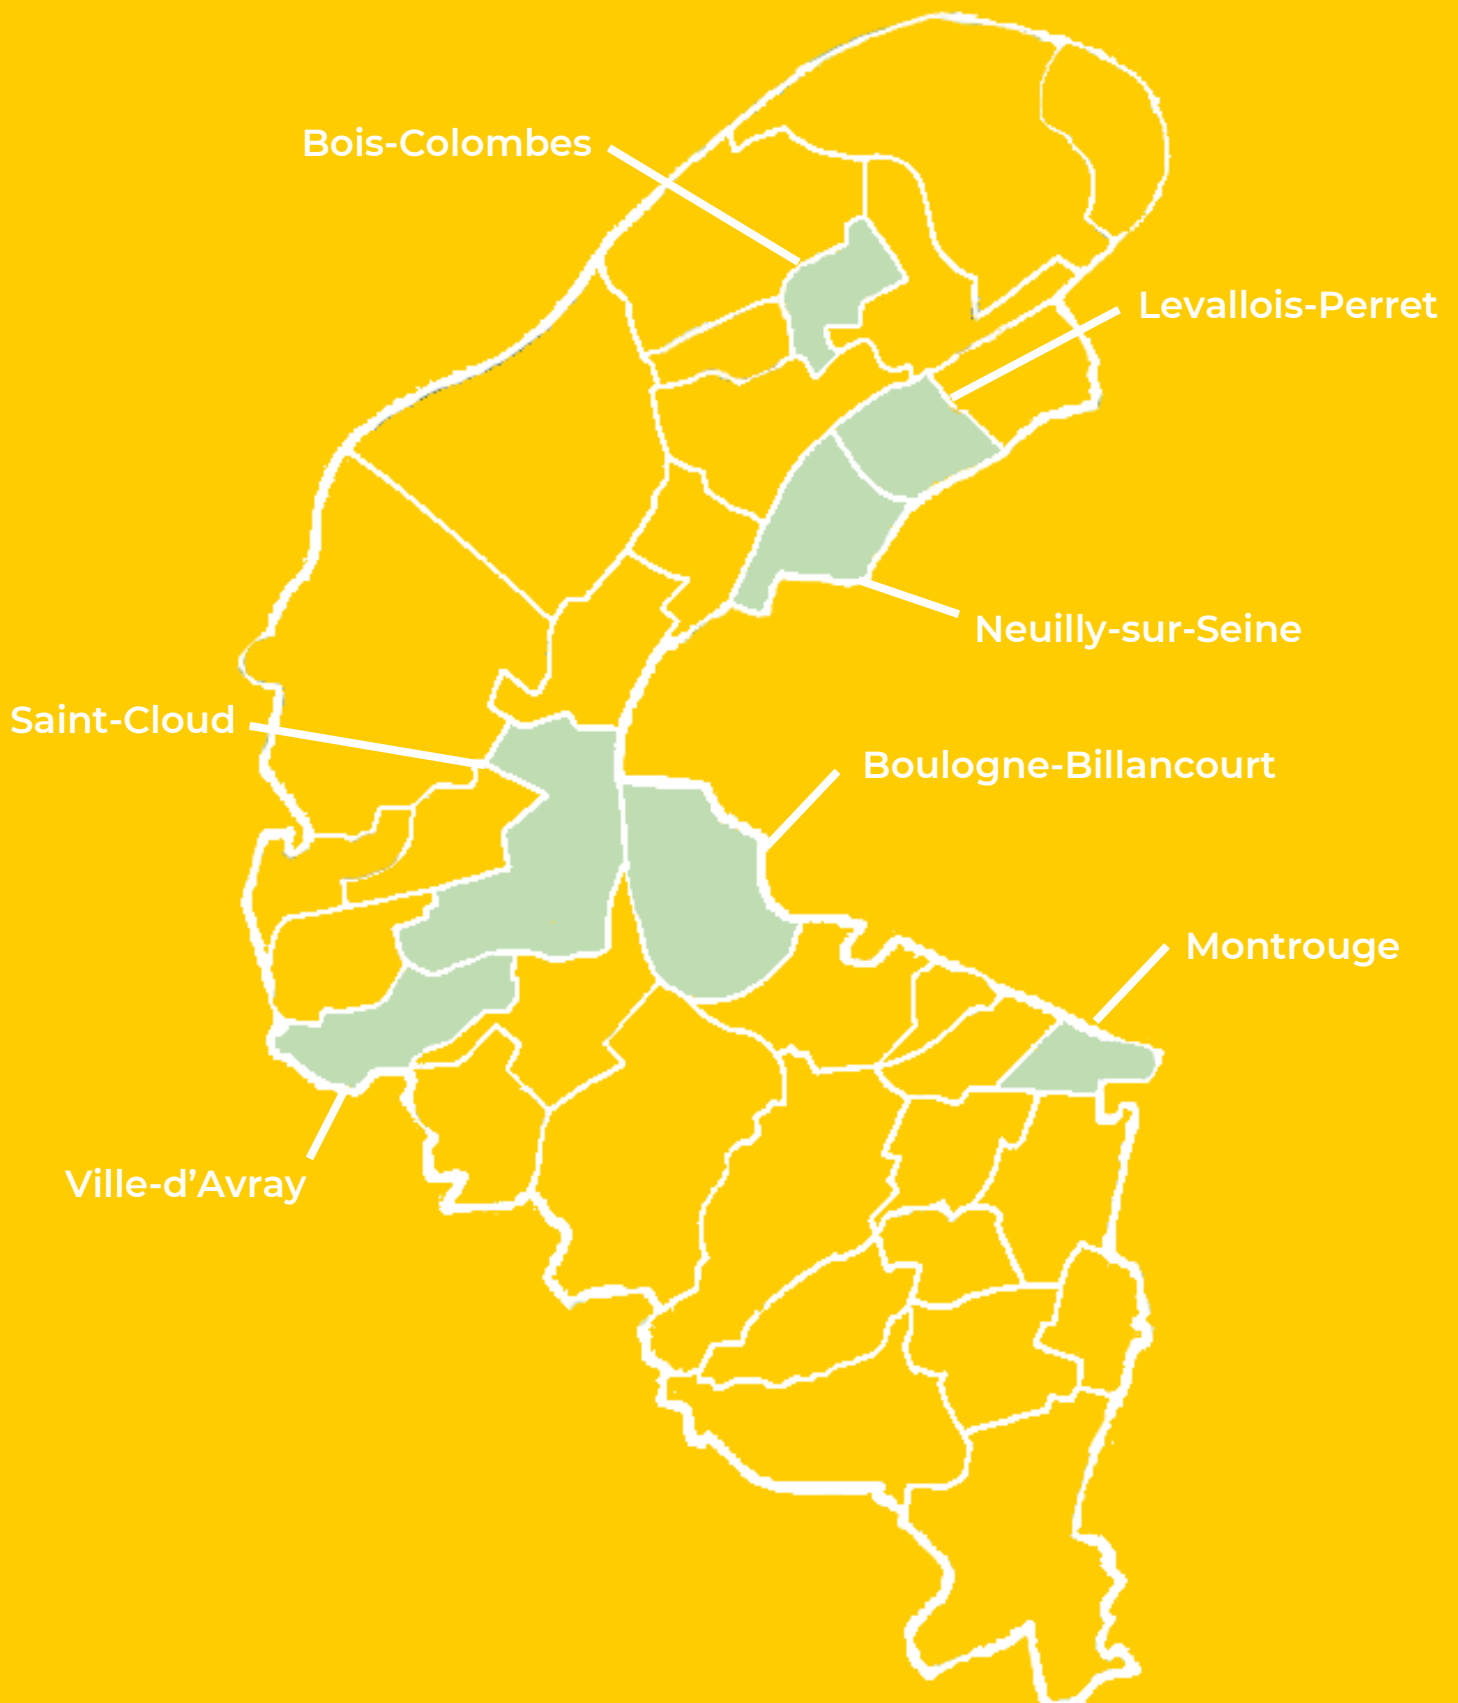 Bois-Colombes
Levallois-Perret
Neuilly-sur-Seine
Saint-Cloud
Boulogne-Billancourt
Montrouge
Ville-d’Avray